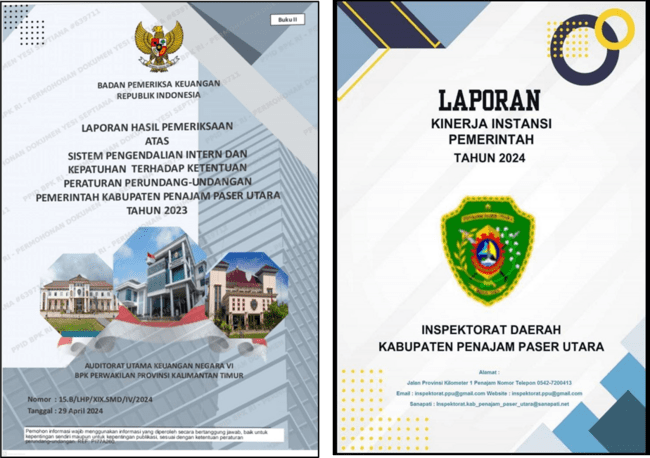 Buku II
BADAN PEMERIKSA KEUANGAN
REPUBLIK INDONESIA
LAPORAN HASIL PEMERIKSAAN
ATAS
SISTEM PENGENDALIAN INTERN DAN
KEPATUHAN TERHADAP KETENTUAN
PERATURAN PERUNDANG-UNDANGAN
PEMERINTAH KABUPATEN PENAJAM PASER UTARA
TAHUN 2023
AUDITORAT UTAMA KEUANGAN NEGARA VI
BPK PERWAKILAN PROVINSI KALIMANTAN TIMUR
Nomor : 15.B/LHP/XIX.SMD/IV/2024
Tanggal : 29 April 2024
Pemohon informasi wajib menggunakan informasi yang diperoleh secara bertanggung jawab, baik untuk
kepentingan sendiri maupun untuk kepentingan publikasi, sesuai dengan ketentuan peraturan
perundang-undangan.
LAPORAN
KINERJA INSTANSI
PEMERINTAH
TAHUN 2024
PENAJAM PASER UTARA
INSPEKTORAT DAERAH
KABUPATEN PENAJAM PASER UTARA
Alamat :
Jalan Provinsi Kilometer 1 Penajam Nomor Telepon 0542-7200413
Email : inspektorat.ppu@gmail.com Website : inspektorat.ppu@gmail.com
Sanapati : inspektorat.kab_penajam_paser_utara@sanapati.net